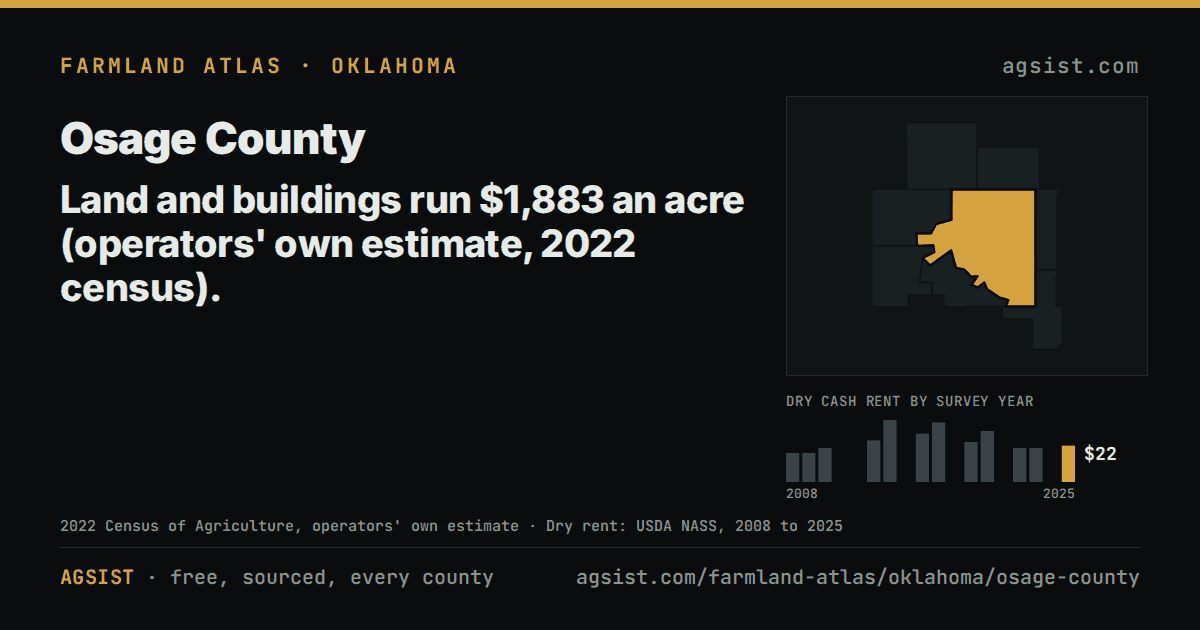 FARMLAND ATLAS · OKLAHOMA
agsist.com
Osage County
Land and buildings run $1,883 an acre
(operators' own estimate, 2022
census).
DRY CASH RENT BY SURVEY YEAR
$22
2008
2025
2022 Census of Agriculture, operators' own estimate · Dry rent: USDA NASS, 2008 to 2025
AGSIST · free, sourced, every county
agsist.com/farmland-atlas/oklahoma/osage-county